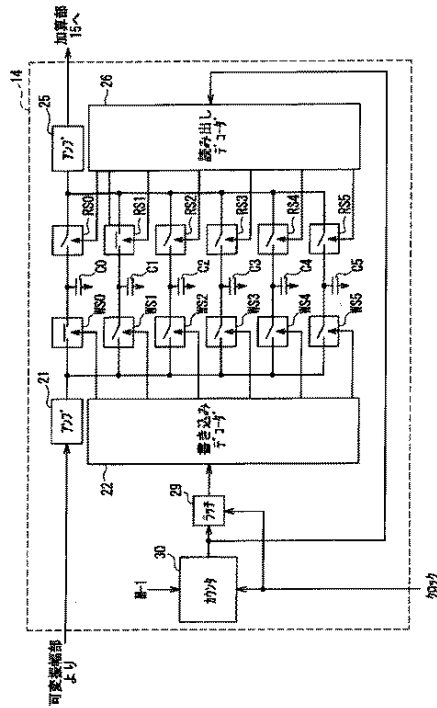 可変振幅部
より
21
アンプ
22
書き込み
デコーダ
29
ラッチ
30
カウンタ
クロック
WS0
WS1
WS2
WS3
WS4
WS5
C0
C1
C2
C3
C4
C5
RS0
RS1
RS2
RS3
RS4
RS5
25
アンプ
26
読み出し
デコーダ
14
加算部
15へ